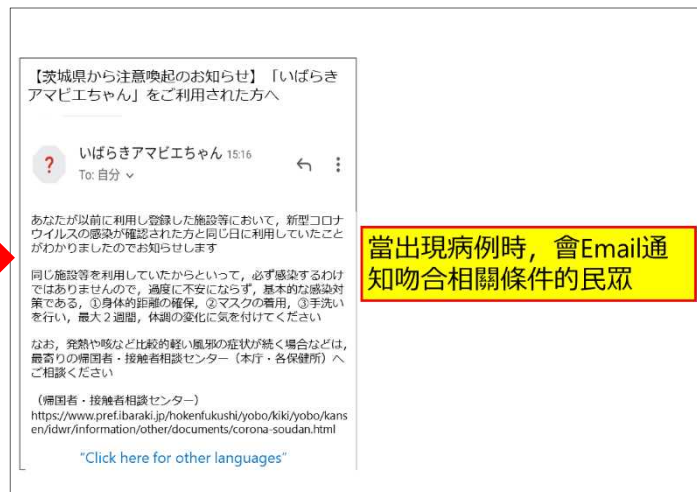 【茨城県から注意喚起のお知らせ】「いばらき
アマビエちゃん」をご利用された方へ
?
いばらきアマビエちゃん 15:16
To: 自分
あなたが以前に利用し登録した施設等において，新型コロナ
ウイルスの感染が確認された方と同じ日に利用していたこと
がわかりましたのでお知らせします
同じ施設等を利用していたからといって，必ず感染するわけ
ではありませんので，過度に不安にならず，基本的な感染対
策である，①身体的距離の確保，②マスクの着用，③手洗い
を行い，最大２週間，体調の変化に気を付けてください
なお，発熱や咳など比較的軽い風邪の症状が続く場合などは，
最寄りの帰国者・接触者相談センター（本庁・各保健所）へ
ご相談ください
（帰国者・接触者相談センター）
https://www.pref.ibaraki.jp/hokenfukushi/yobo/kiki/yobo/kans
en/idwr/information/other/documents/corona-soudan.html
"Click here for other languages"
當出現病例時，會Email通
知吻合相關條件的民眾